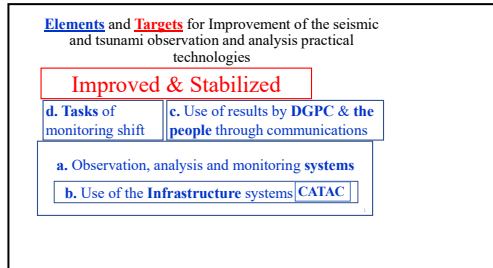 Elements and Targets for Improvement of the seismic
and tsunami observation and analysis practical
technologies
Improved & Stabilized
d. Tasks of
monitoring shift
c. Use of results by DGPC & the
people through communications
a. Observation, analysis and monitoring systems
b. Use of the Infrastructure systems CATAC